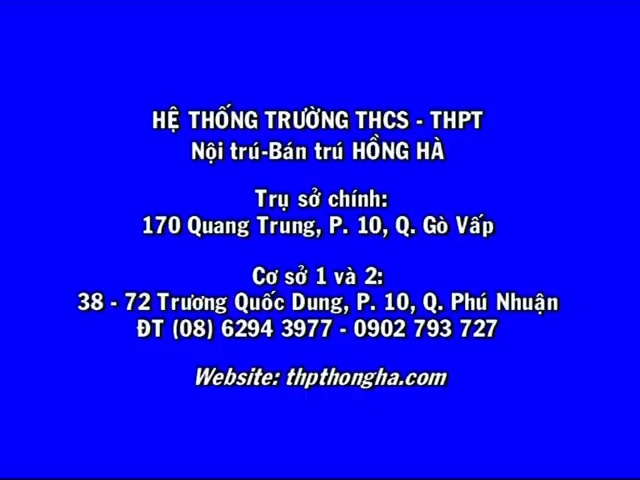 HỆ THỐNG TRƯỜNG THCS - THPT
Nội trú-Bán trú HỒNG HÀ
Trụ sở chính:
170 Quang Trung, P. 10, Q. Gò Vấp
Cơ sở 1 và 2:
38 - 72 Trương Quốc Dung, P. 10, Q. Phú Nhuận
ĐT (08) 6294 3977 - 0902 793 727
Website: thpthongha.com